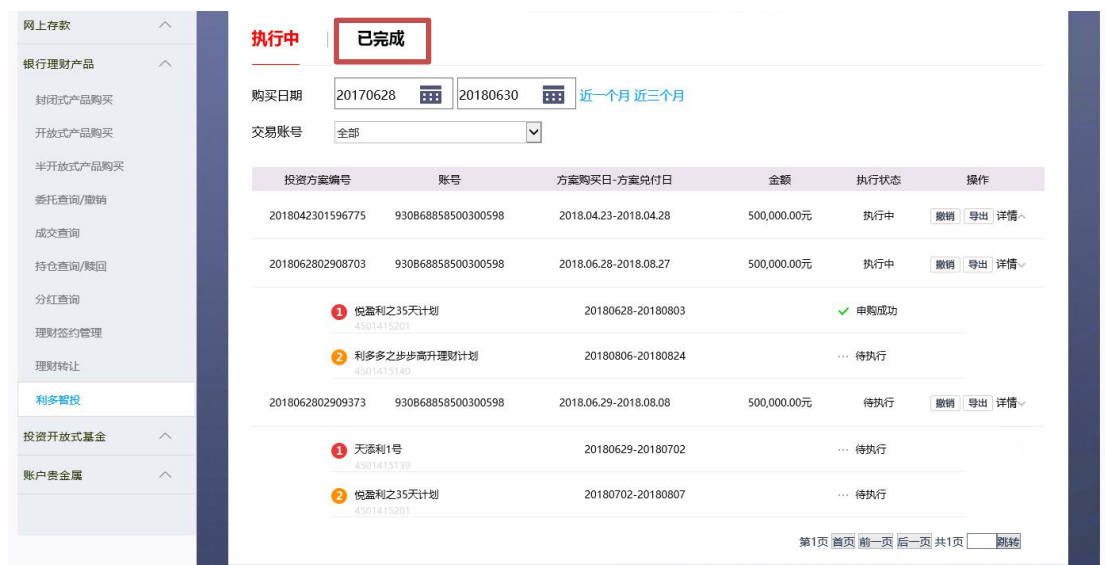 网上存款
银行理财产品
封闭式产品购买
开放式产品购买
半开放式产品购买
委托查询/撤销
成交查询
持仓查询/赎回
分红查询
理财签约管理
理财转让
利多智投
投资开放式基金
账户贵金属
执行中 | 已完成
购买日期 20170628 20180630 近一个月 近三个月
交易账号 全部
投资方案编号 账号 方案购买日-方案兑付日 金额 执行状态 操作
2018042301596775 930B68858500300598 2018.04.23-2018.04.28 500,000.00元 执行中 撤销 导出 详情
2018062802908703 930B68858500300598 2018.06.28-2018.08.27 500,000.00元 执行中 撤销 导出 详情
1 悦盈利之35天计划 20180628-20180803 申购成功
4501415201
2 利多多之步步高升理财计划 20180806-20180824 ··· 待执行
4501415140
2018062802909373 930B68858500300598 2018.06.29-2018.08.08 500,000.00元 待执行 撤销 导出 详情
1 天添利1号 20180629-20180702 ··· 待执行
4501415139
2 悦盈利之35天计划 20180702-20180807 ··· 待执行
4501415201
第1页 首页 前一页 后一页 共1页 跳转